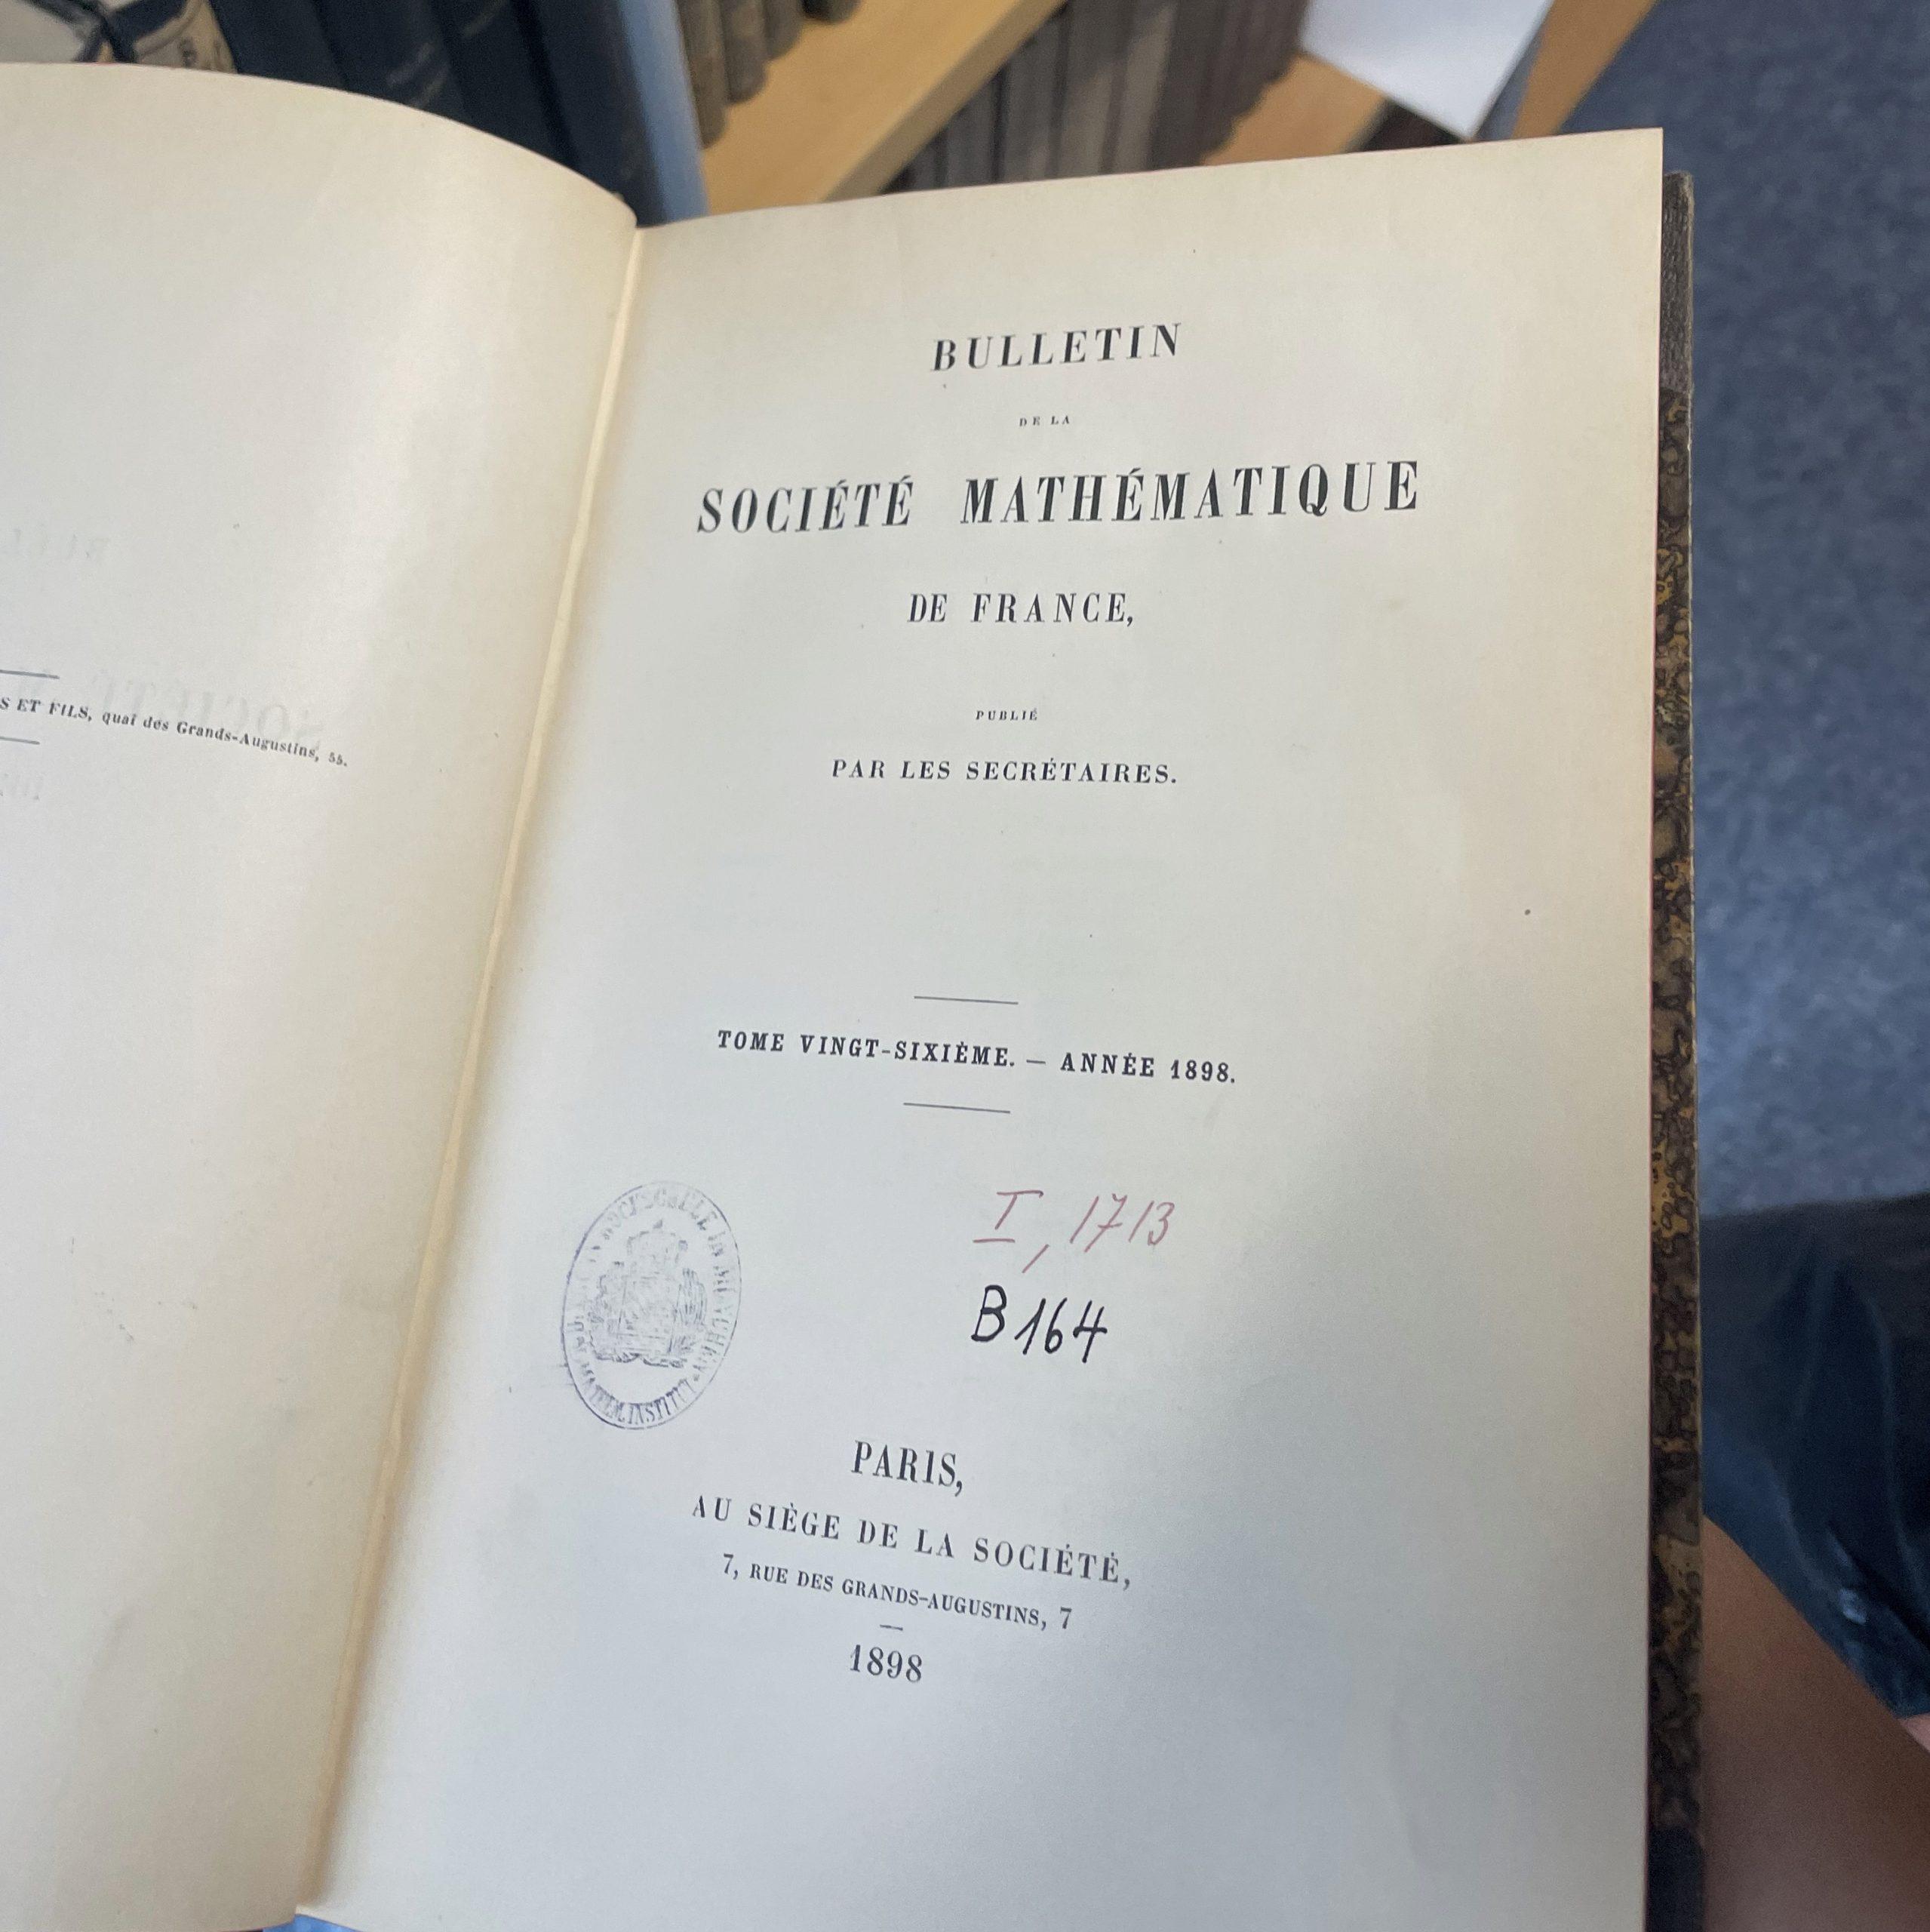 S ET FILS, quai des Grands-Augustins, 55.
BULLETIN
DE LA
SOCIÉTÉ MATHÉMATIQUE
DE FRANCE,
PUBLIÉ
PAR LES SECRÉTAIRES.
TOME VINGT-SIXIÈME. — ANNÉE 1898.
I, 1713
B 164
PARIS,
AU SIÈGE DE LA SOCIÉTÉ,
7, RUE DES GRANDS-AUGUSTINS, 7
1898